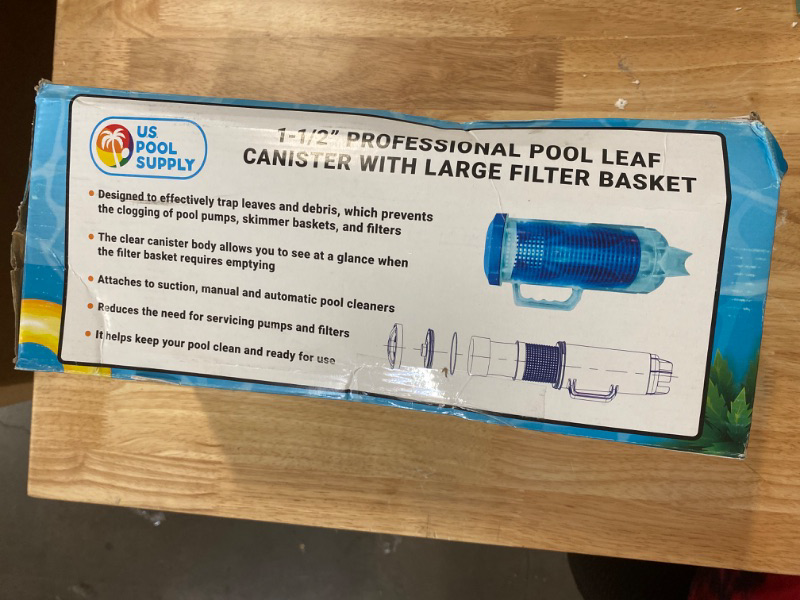 US
POOL
SUPPLY
1-1/2" PROFESSIONAL POOL LEAF
CANISTER WITH LARGE FILTER BASKET
• Designed to effectively trap leaves and debris, which prevents
the clogging of pool pumps, skimmer baskets, and filters
• The clear canister body allows you to see at a glance when
the filter basket requires emptying
• Attaches to suction, manual and automatic pool cleaners
• Reduces the need for servicing pumps and filters
• It helps keep your pool clean and ready for use